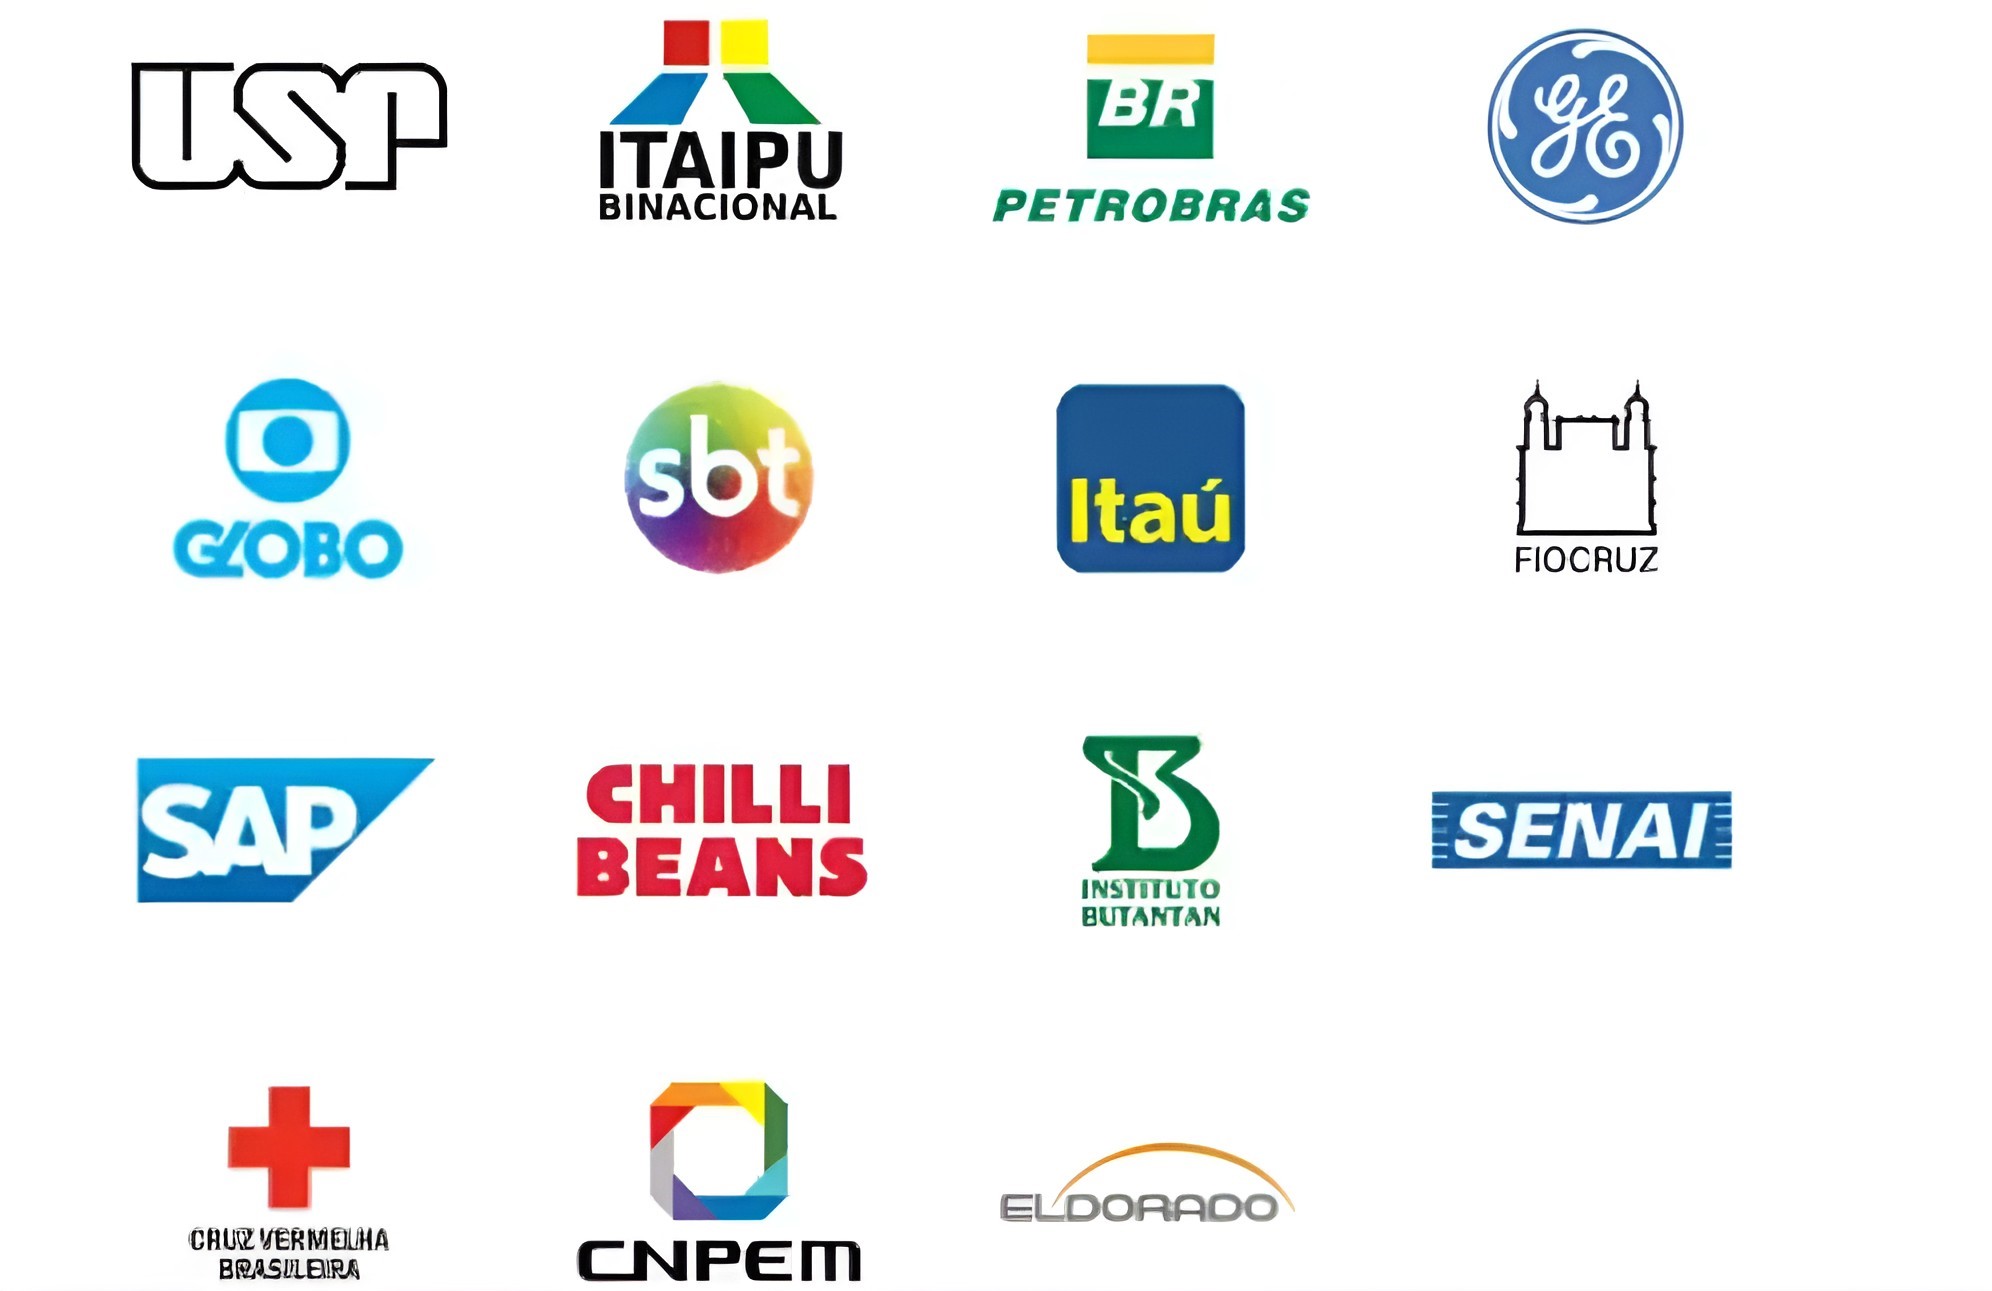 USP
ITAIPU
BINACIONAL
BR
PETROBRAS
GE
GLOBO
sbt
Itaú
FIOCRUZ
SAP
CHILLI
BEANS
INSTITUTO
BUTANTAN
SENAI
CRUZ VERMELHA
BRASILEIRA
CNPEM
ELDORADO